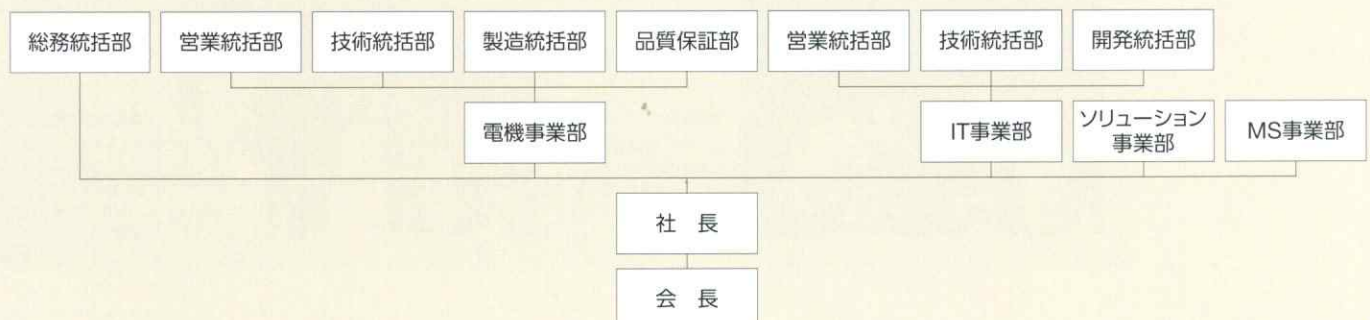 総務統括部
営業統括部
技術統括部
製造統括部
品質保証部
営業統括部
技術統括部
開発統括部
電機事業部
IT事業部
ソリューション
事業部
MS事業部
社 長
会 長